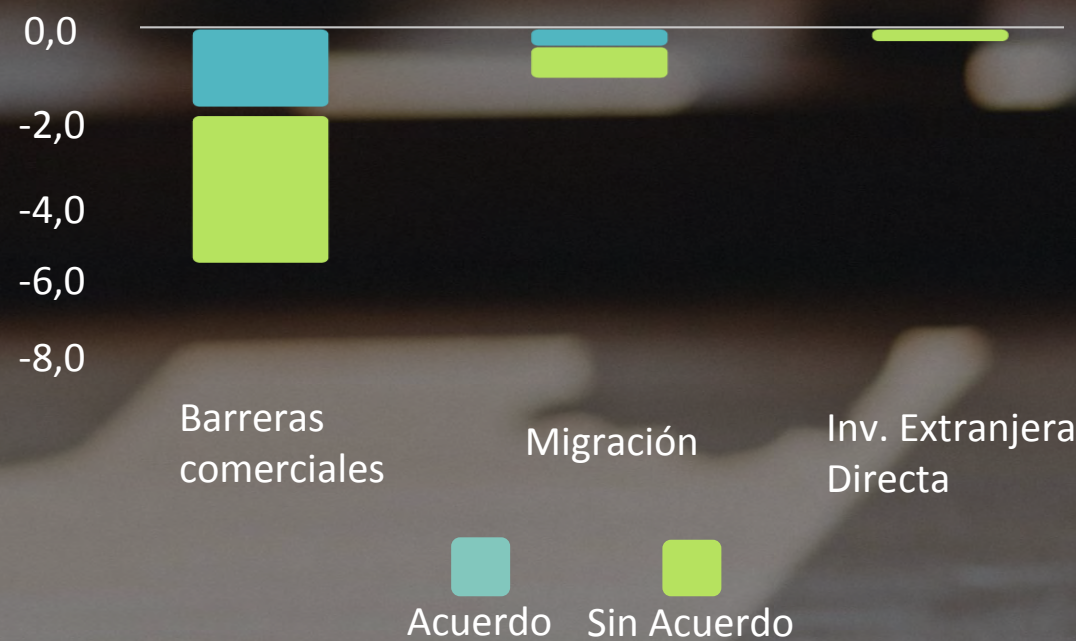 0,0
-2,0
-4,0
-6,0
-8,0
Barreras
comerciales
Migración
Inv. Extranjera
Directa
Acuerdo
Sin Acuerdo